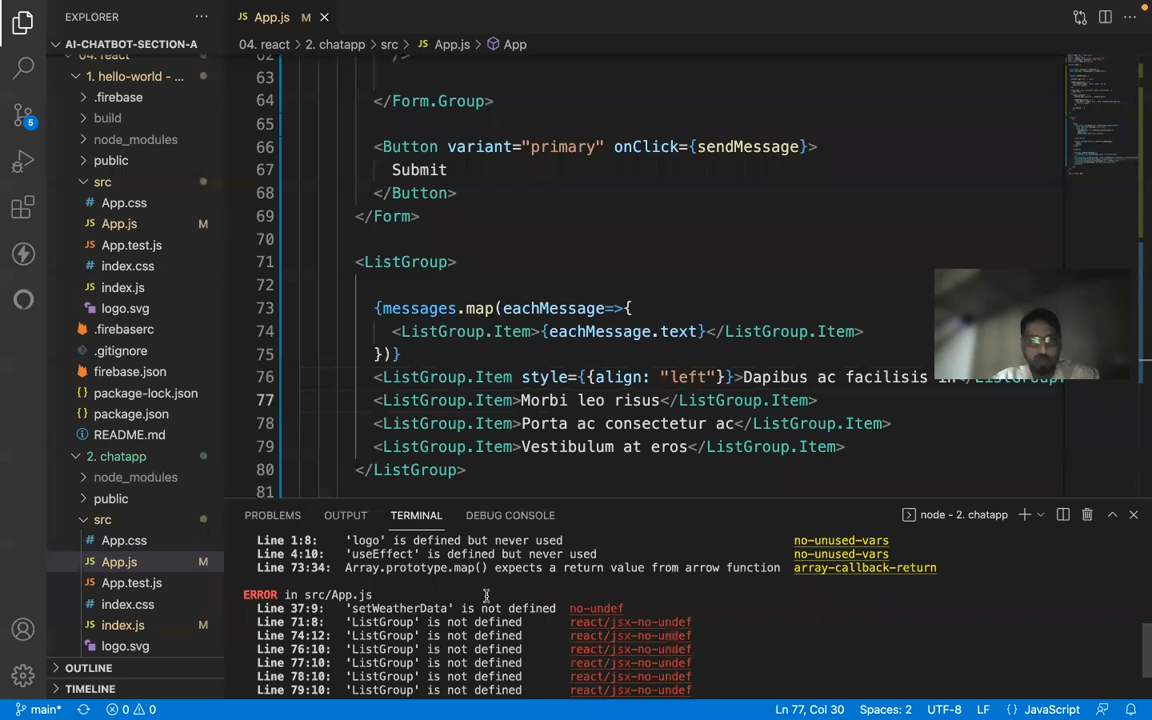 EXPLORER
App.js M
AI-CHATBOT-SECTION-A
04. react > 2. chatapp > src > JS App.js > App
04. react
1. hello-world - ...
.firebase
build
node_modules
public
src
App.css
JS App.js M
JS App.test.js
index.css
JS index.js
logo.svg
.firebaserc
.gitignore
firebase.json
package-lock.json
package.json
README.md
2. chatapp
node_modules
public
src
App.css
JS App.js M
JS App.test.js
index.css
JS index.js M
logo.svg
OUTLINE
TIMELINE
62 />
63
64 </Form.Group>
65
66 <Button variant="primary" onClick={sendMessage}>
67 Submit
68 </Button>
69 </Form>
70
71 <ListGroup>
72
73 {messages.map(eachMessage=>{
74 <ListGroup.Item>{eachMessage.text}</ListGroup.Item>
75 })}
76 <ListGroup.Item style={{align: "left"}}>Dapibus ac facilisis in</ListGroup.
77 <ListGroup.Item>Morbi leo risus</ListGroup.Item>
78 <ListGroup.Item>Porta ac consectetur ac</ListGroup.Item>
79 <ListGroup.Item>Vestibulum at eros</ListGroup.Item>
80 </ListGroup>
81
PROBLEMS OUTPUT TERMINAL DEBUG CONSOLE node - 2. chatapp
Line 1:8: 'logo' is defined but never used no-unused-vars
Line 4:10: 'useEffect' is defined but never used no-unused-vars
Line 73:34: Array.prototype.map() expects a return value from arrow function array-callback-return
ERROR in src/App.js
Line 37:9: 'setWeatherData' is not defined no-undef
Line 71:8: 'ListGroup' is not defined react/jsx-no-undef
Line 74:12: 'ListGroup' is not defined react/jsx-no-undef
Line 76:10: 'ListGroup' is not defined react/jsx-no-undef
Line 77:10: 'ListGroup' is not defined react/jsx-no-undef
Line 78:10: 'ListGroup' is not defined react/jsx-no-undef
Line 79:10: 'ListGroup' is not defined react/jsx-no-undef
5
main* 0 0 Ln 77, Col 30 Spaces: 2 UTF-8 LF {} JavaScript